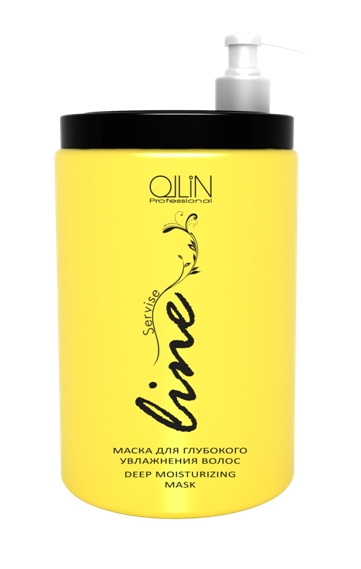 OLLiN
Professional
Servise
line
МАСКА ДЛЯ ГЛУБОКОГО
УВЛАЖНЕНИЯ ВОЛОС
DEEP MOISTURIZING
MASK